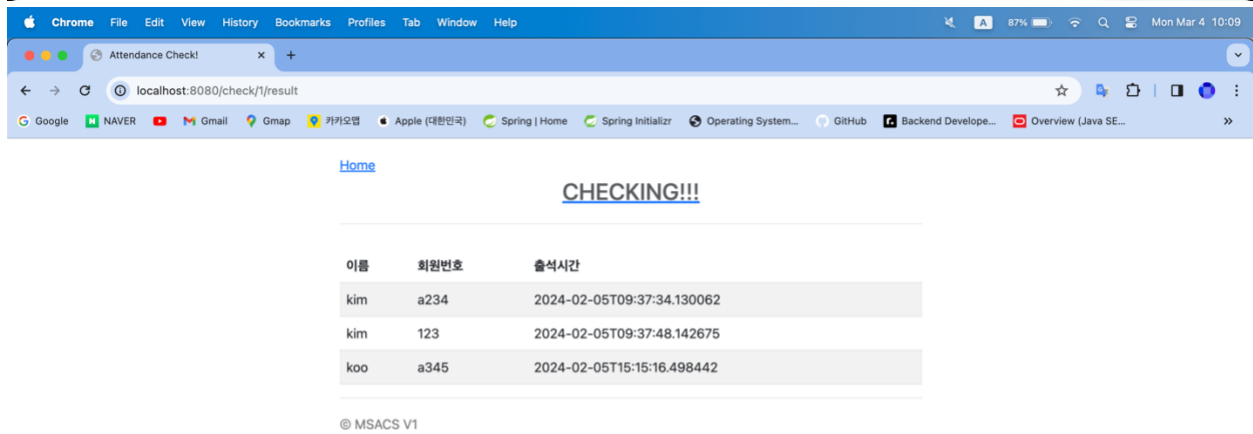 Chrome File Edit View History Bookmarks Profiles Tab Window Help A 87% Mon Mar 4 10:09
Attendance Check!
localhost:8080/check/1/result
Google NAVER Gmail Gmap 카카오맵 Apple (대한민국) Spring | Home Spring Initializr Operating System... GitHub Backend Develope... Overview (Java SE...
Home
CHECKING!!!
이름 회원번호 출석시간
kim a234 2024-02-05T09:37:34.130062
kim 123 2024-02-05T09:37:48.142675
koo a345 2024-02-05T15:15:16.498442
© MSACS V1